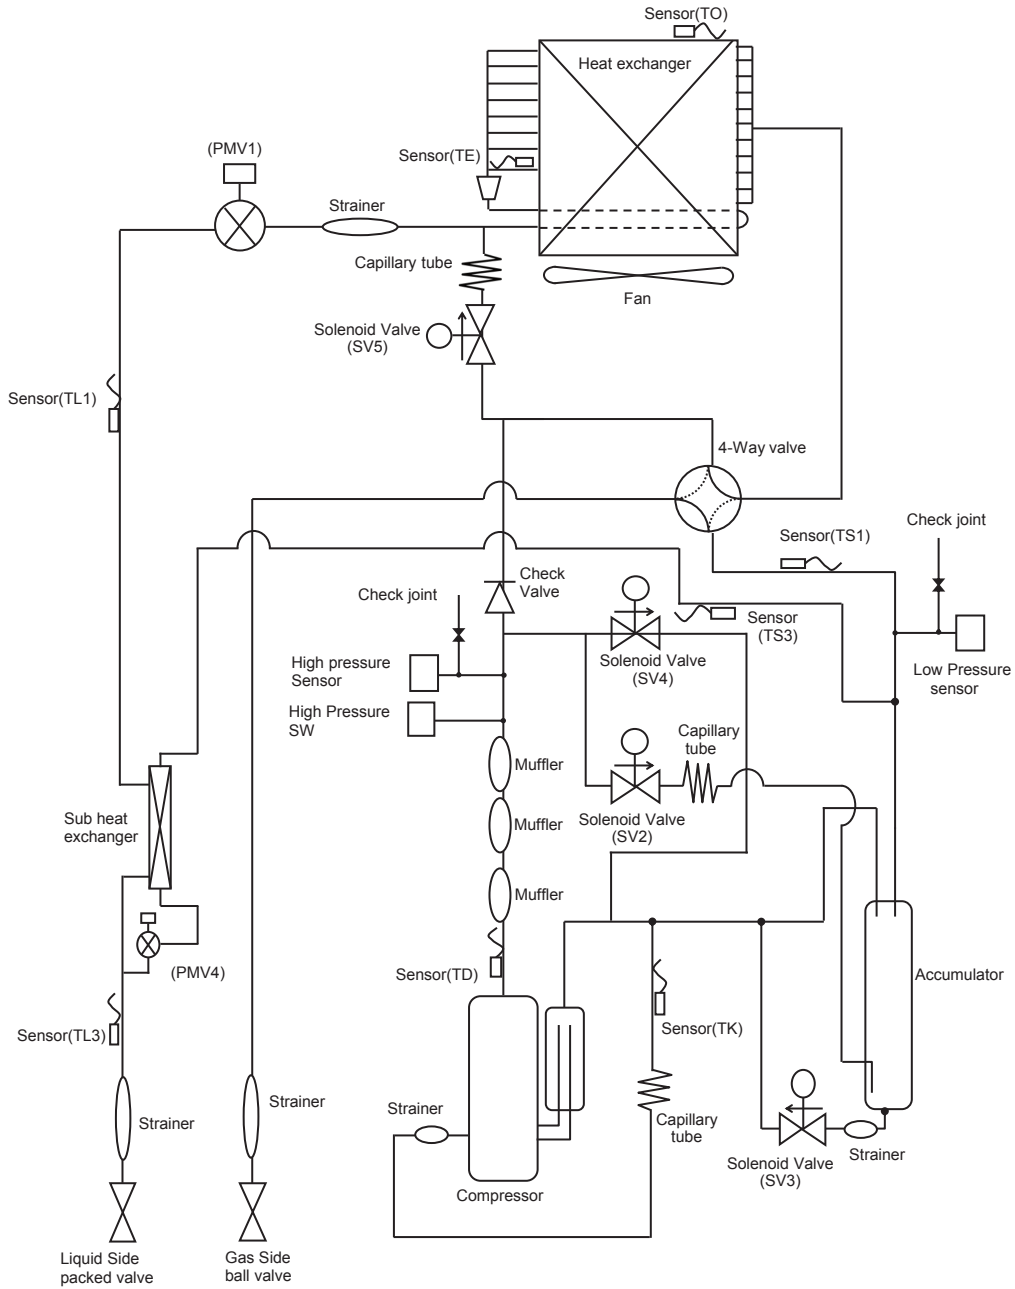 Sensor(TO)
Heat exchanger
(PMV1)
Sensor(TE)
Strainer
Capillary tube
Fan
Solenoid Valve
(SV5)
Sensor(TL1)
4-Way valve
Check joint
Sensor(TS1)
Check
Valve
Check joint
Sensor
(TS3)
High pressure
Sensor
Solenoid Valve
(SV4)
Low Pressure
sensor
High Pressure
SW
Capillary
tube
Muffler
Sub heat
exchanger
Muffler
Solenoid Valve
(SV2)
Muffler
(PMV4)
Sensor(TD)
Accumulator
Sensor(TL3)
Sensor(TK)
Strainer
Strainer
Strainer
Capillary
tube
Strainer
Solenoid Valve
(SV3)
Compressor
Liquid Side
packed valve
Gas Side
ball valve